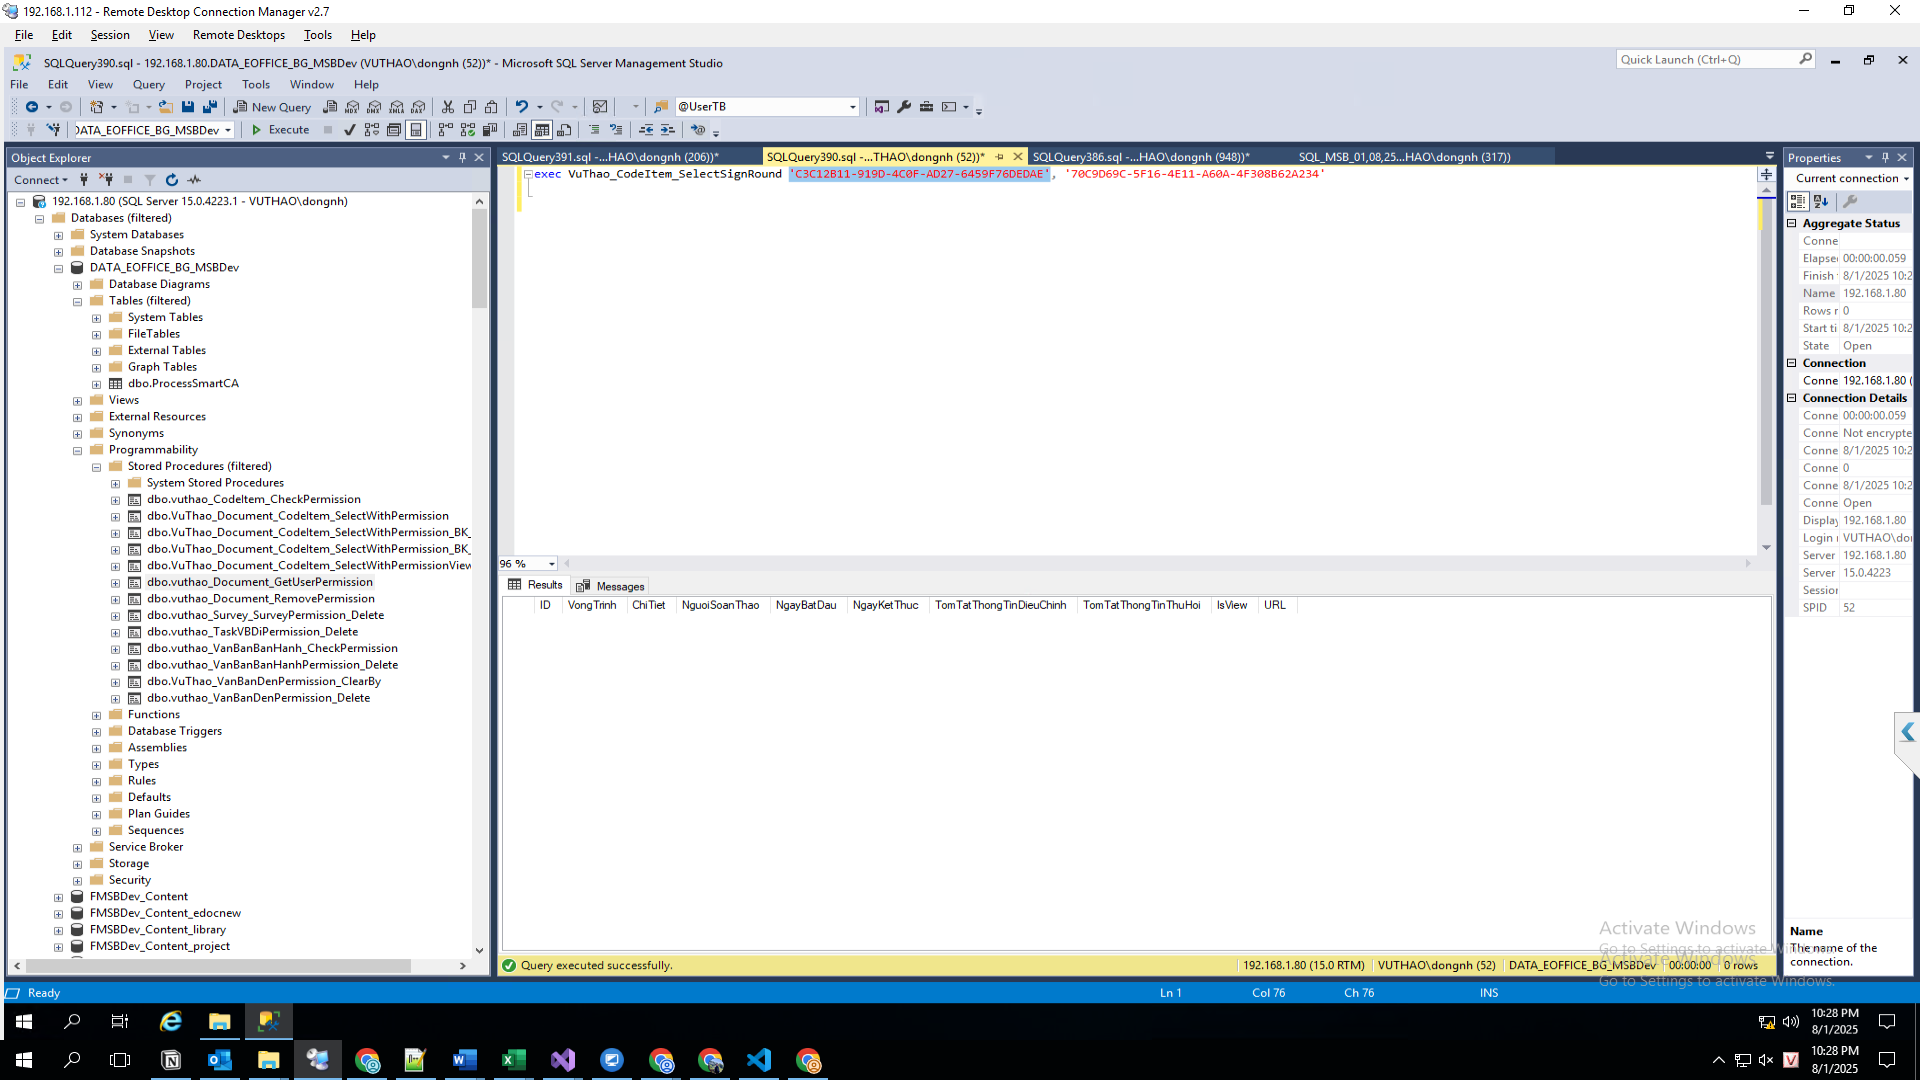 192.168.1.112 - Remote Desktop Connection Manager v2.7
File Edit Session View Remote Desktops Tools Help
SQLQuery390.sql - 192.168.1.80.DATA_EOFFICE_BG_MSBDev (VUTHAO\dongnh (52))* - Microsoft SQL Server Management Studio
Quick Launch (Ctrl+Q)
File Edit View Query Project Tools Window Help
New Query
@UserTB
DATA_EOFFICE_BG_MSBDev
Execute
Object Explorer
Connect
192.168.1.80 (SQL Server 15.0.4223.1 - VUTHAO\dongnh)
Databases (filtered)
System Databases
Database Snapshots
DATA_EOFFICE_BG_MSBDev
Database Diagrams
Tables (filtered)
System Tables
FileTables
External Tables
Graph Tables
dbo.ProcessSmartCA
Views
External Resources
Synonyms
Programmability
Stored Procedures (filtered)
System Stored Procedures
dbo.vuthao_CodeItem_CheckPermission
dbo.VuThao_Document_CodeItem_SelectWithPermission
dbo.VuThao_Document_CodeItem_SelectWithPermission_BK_
dbo.VuThao_Document_CodeItem_SelectWithPermission_BK_
dbo.VuThao_Document_CodeItem_SelectWithPermissionView
dbo.vuthao_Document_GetUserPermission
dbo.vuthao_Document_RemovePermission
dbo.vuthao_Survey_SurveyPermission_Delete
dbo.vuthao_TaskVBDiPermission_Delete
dbo.vuthao_VanBanBanHanh_CheckPermission
dbo.vuthao_VanBanBanHanhPermission_Delete
dbo.VuThao_VanBanDenPermission_ClearBy
dbo.vuthao_VanBanDenPermission_Delete
Functions
Database Triggers
Assemblies
Types
Rules
Defaults
Plan Guides
Sequences
Service Broker
Storage
Security
FMSBDev_Content
FMSBDev_Content_edocnew
FMSBDev_Content_library
FMSBDev_Content_project
SQLQuery391.sql -...HAO\dongnh (206))*
SQLQuery390.sql -...THAO\dongnh (52))*
SQLQuery386.sql -...HAO\dongnh (948))*
SQL_MSB_01,08,25...HAO\dongnh (317))
exec VuThao_CodeItem_SelectSignRound 'C3C12B11-919D-4C0F-AD27-6459F76DEDAE', '70C9D69C-5F16-4E11-A60A-4F308B62A234'
96 %
Results Messages
ID VongTrinh ChiTiet NguoiSoanThao NgayBatDau NgayKetThuc TomTatThongTinDieuChinh TomTatThongTinThuHoi IsView URL
Query executed successfully.
192.168.1.80 (15.0 RTM) VUTHAO\dongnh (52) DATA_EOFFICE_BG_MSBDev 00:00:00 0 rows
Properties
Current connection
Aggregate Status
Conne
Elapse 00:00:00.059
Finish 8/1/2025 10:2
Name 192.168.1.80
Rows r 0
Start ti 8/1/2025 10:2
State Open
Connection
Conne 192.168.1.80 (
Connection Details
Conne 00:00:00.059
Conne Not encrypte
Conne 8/1/2025 10:2
Conne 0
Conne 8/1/2025 10:2
Conne Open
Display 192.168.1.80
Login VUTHAO\do
Server 192.168.1.80
Server 15.0.4223
Session
SPID 52
Name
The name of the connection.
Activate Windows
Go to Settings to activate Windows.
Activate Windows
Go to Settings to activate Windows.
Ready
Ln 1 Col 76 Ch 76 INS
10:28 PM
8/1/2025
10:28 PM
8/1/2025